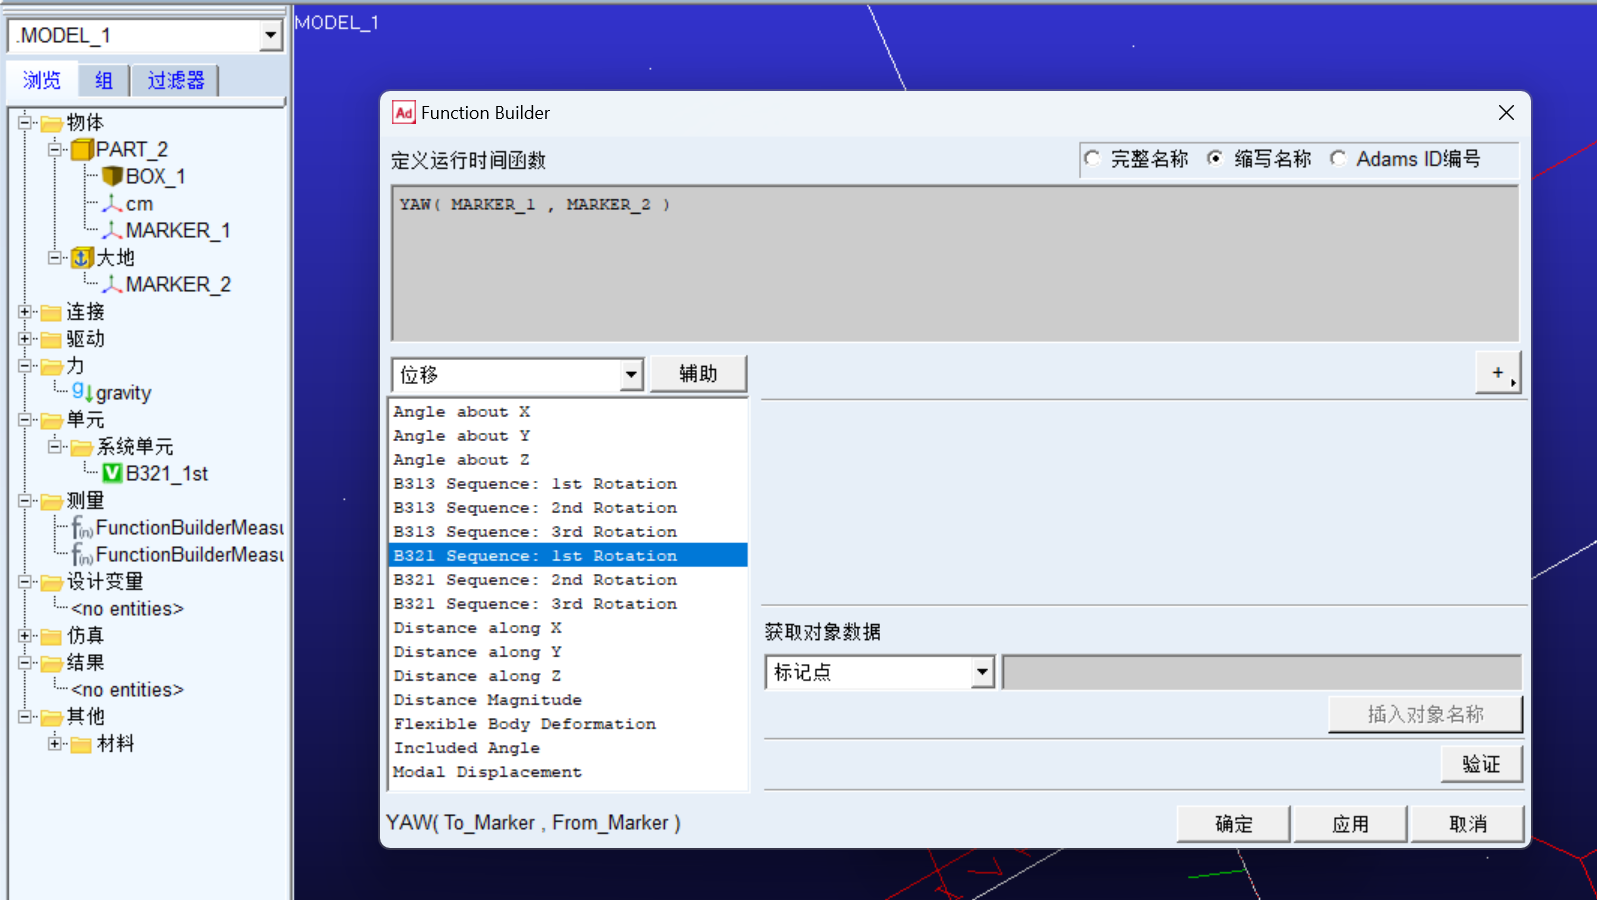 .MODEL_1
浏览 组 过滤器
物体
PART_2
BOX_1
cm
MARKER_1
大地
MARKER_2
连接
驱动
力
gravity
单元
系统单元
B321_1st
测量
FunctionBuilderMeasu
FunctionBuilderMeasu
设计变量
<no entities>
仿真
结果
<no entities>
其他
材料
MODEL_1
Ad Function Builder
定义运行时间函数
完整名称 缩写名称 Adams ID编号
YAW( MARKER_1 , MARKER_2 )
位移 辅助
+
Angle about X
Angle about Y
Angle about Z
B313 Sequence: 1st Rotation
B313 Sequence: 2nd Rotation
B313 Sequence: 3rd Rotation
B321 Sequence: 1st Rotation
B321 Sequence: 2nd Rotation
B321 Sequence: 3rd Rotation
Distance along X
Distance along Y
Distance along Z
Distance Magnitude
Flexible Body Deformation
Included Angle
Modal Displacement
获取对象数据
标记点
插入对象名称
验证
YAW( To_Marker , From_Marker )
确定 应用 取消